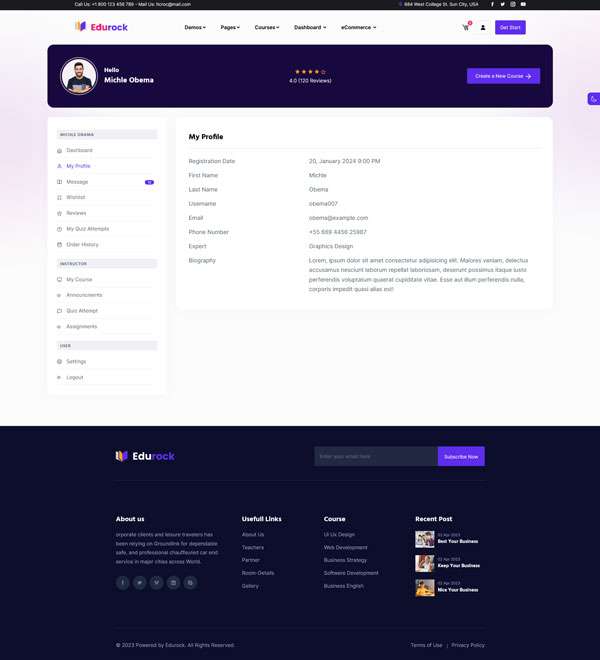 Call Us: +1 800 123 456 789 - Mail Us: Itcroc@mail.com
684 West College St. Sun City, USA
Edurock
Demos
Pages
Courses
Dashboard
eCommerce
Get Start
Hello
Michle Obema
4.0 (120 Reviews)
Create a New Course
MICHLE OBAMA
Dashboard
My Profile
Message
Wishlist
Reviews
My Quiz Attempts
Order History
INSTRUCTOR
My Course
Announcments
Quiz Attempt
Assignments
USER
Settings
Logout
My Profile
Registration Date
20, January 2024 9:00 PM
First Name
Michle
Last Name
Obema
Username
obema007
Email
obema@example.com
Phone Number
+55 669 4456 25987
Expert
Graphics Design
Biography
Lorem, ipsum dolor sit amet consectetur adipisicing elit. Maiores veniam, delectus
accusamus nesciunt laborum repellat laboriosam, deserunt possimus itaque iusto
perferendis voluptatum quaerat cupiditate vitae. Esse aut illum perferendis nulla,
corporis impedit quasi alias est!
Edurock
Enter your email here
Subscribe Now
About us
orporate clients and leisure travelers has
been relying on Groundlink for dependable
safe, and professional chauffeured car end
service in major cities across World.
Usefull Links
About Us
Teachers
Partner
Room-Details
Gallery
Course
Ui Ux Design
Web Development
Business Strategy
Software Development
Business English
Recent Post
02 Apr 2023
Best Your Business
02 Apr 2023
Keep Your Business
02 Apr 2023
Nice Your Business
© 2023 Powered by Edurock. All Rights Reserved.
Terms of Use | Privacy Policy